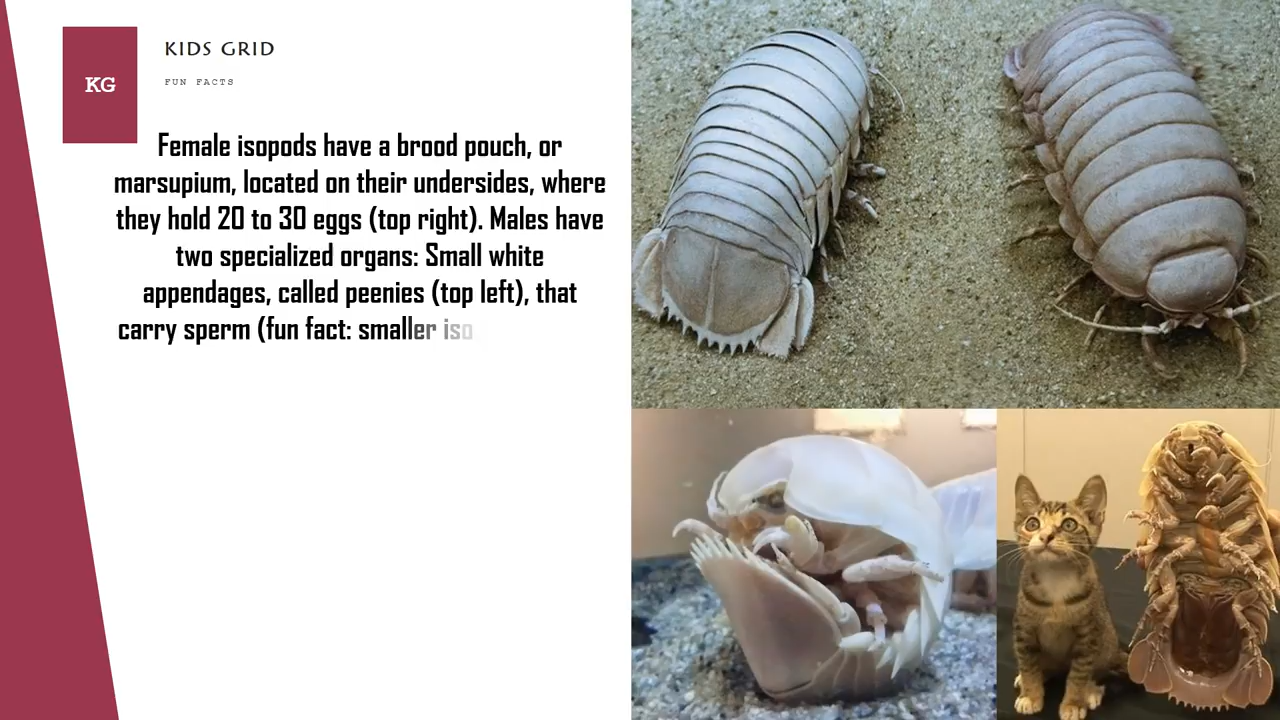 KG
KIDS GRID
FUN FACTS
Female isopods have a brood pouch, or
marsupium, located on their undersides, where
they hold 20 to 30 eggs (top right). Males have
two specialized organs: Small white
appendages, called peenies (top left), that
carry sperm (fun fact: smaller iso